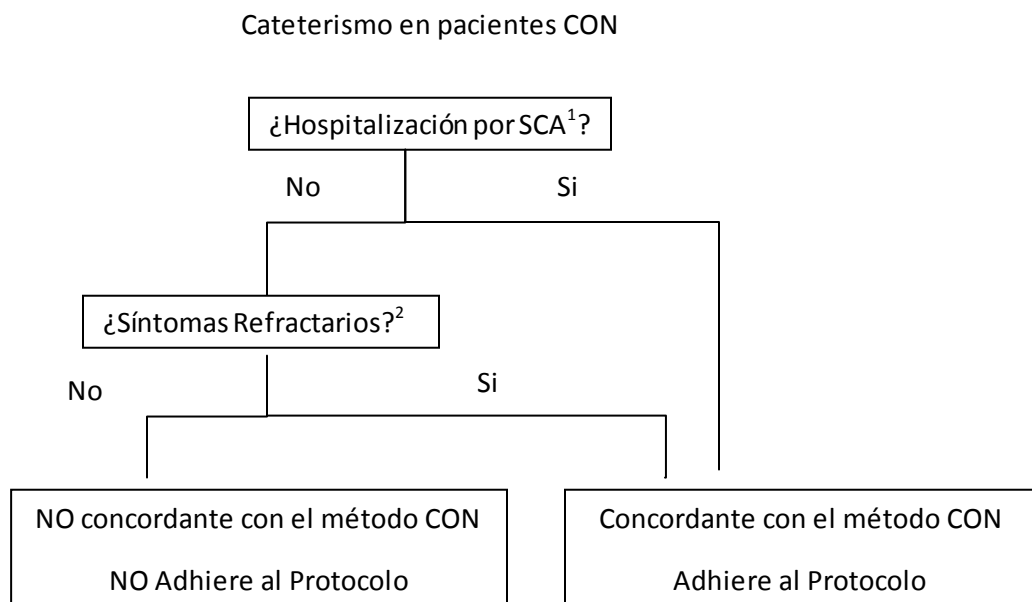 Cateterismo en pacientes CON
¿Hospitalización por SCA¹?
No
Si
¿Síntomas Refractarios?²
No
Si
NO concordante con el método CON
NO Adhiere al Protocolo
Concordante con el método CON
Adhiere al Protocolo